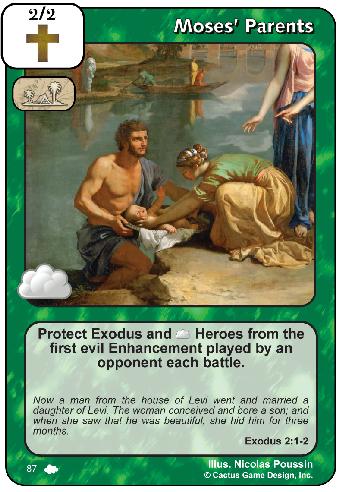 2/2
Moses' Parents
Protect Exodus and Heroes from the
first evil Enhancement played by an
opponent each battle.
Now a man from the house of Levi went and married a
daughter of Levi. The woman conceived and bore a son; and
when she saw that he was beautiful, she hid him for three
months.
Exodus 2:1-2
87
Illus. Nicolas Poussin
© Cactus Game Design, Inc.